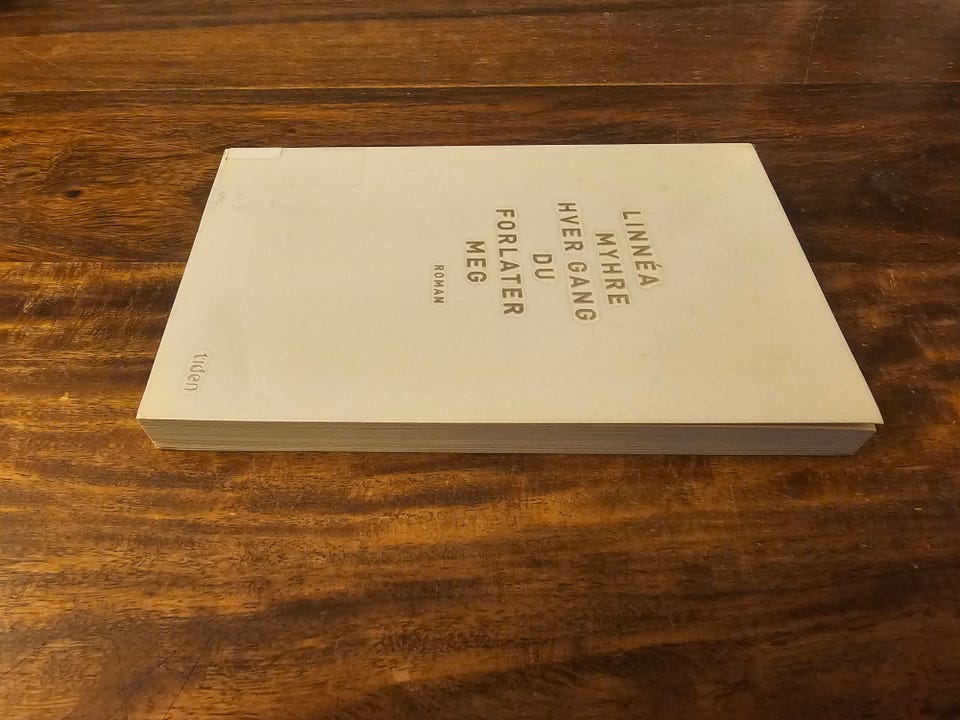 LINNÉA
MYHRE
HVER GANG
DU
FORLATER
MEG
ROMAN
tiden